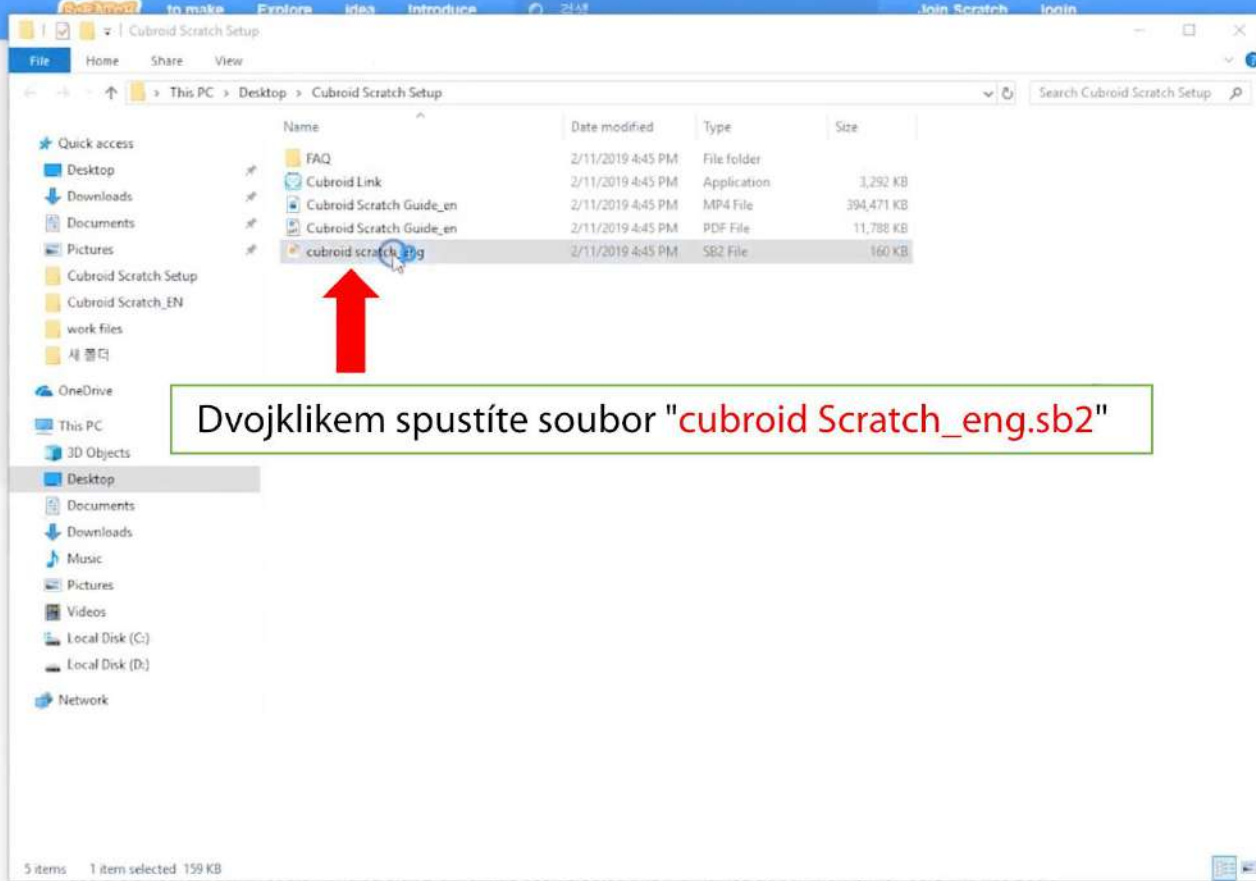 to make Explore idea Introduce 검색 Join Scratch login
Cubroid Scratch Setup
File Home Share View
This PC > Desktop > Cubroid Scratch Setup Search Cubroid Scratch Setup
Name Date modified Type Size
Quick access
Desktop
Downloads
Documents
Pictures
Cubroid Scratch Setup
Cubroid Scratch_EN
work files
새 폴더
OneDrive
This PC
3D Objects
Desktop
Documents
Downloads
Music
Pictures
Videos
Local Disk (C:)
Local Disk (D:)
Network
FAQ 2/11/2019 4:45 PM File folder
Cubroid Link 2/11/2019 4:45 PM Application 3,292 KB
Cubroid Scratch Guide_en 2/11/2019 4:45 PM MP4 File 394,471 KB
Cubroid Scratch Guide_en 2/11/2019 4:45 PM PDF File 11,788 KB
cubroid scratch_eng 2/11/2019 4:45 PM SB2 File 160 KB
Dvojklikem spustíte soubor "cubroid Scratch_eng.sb2"
5 items 1 item selected 159 KB